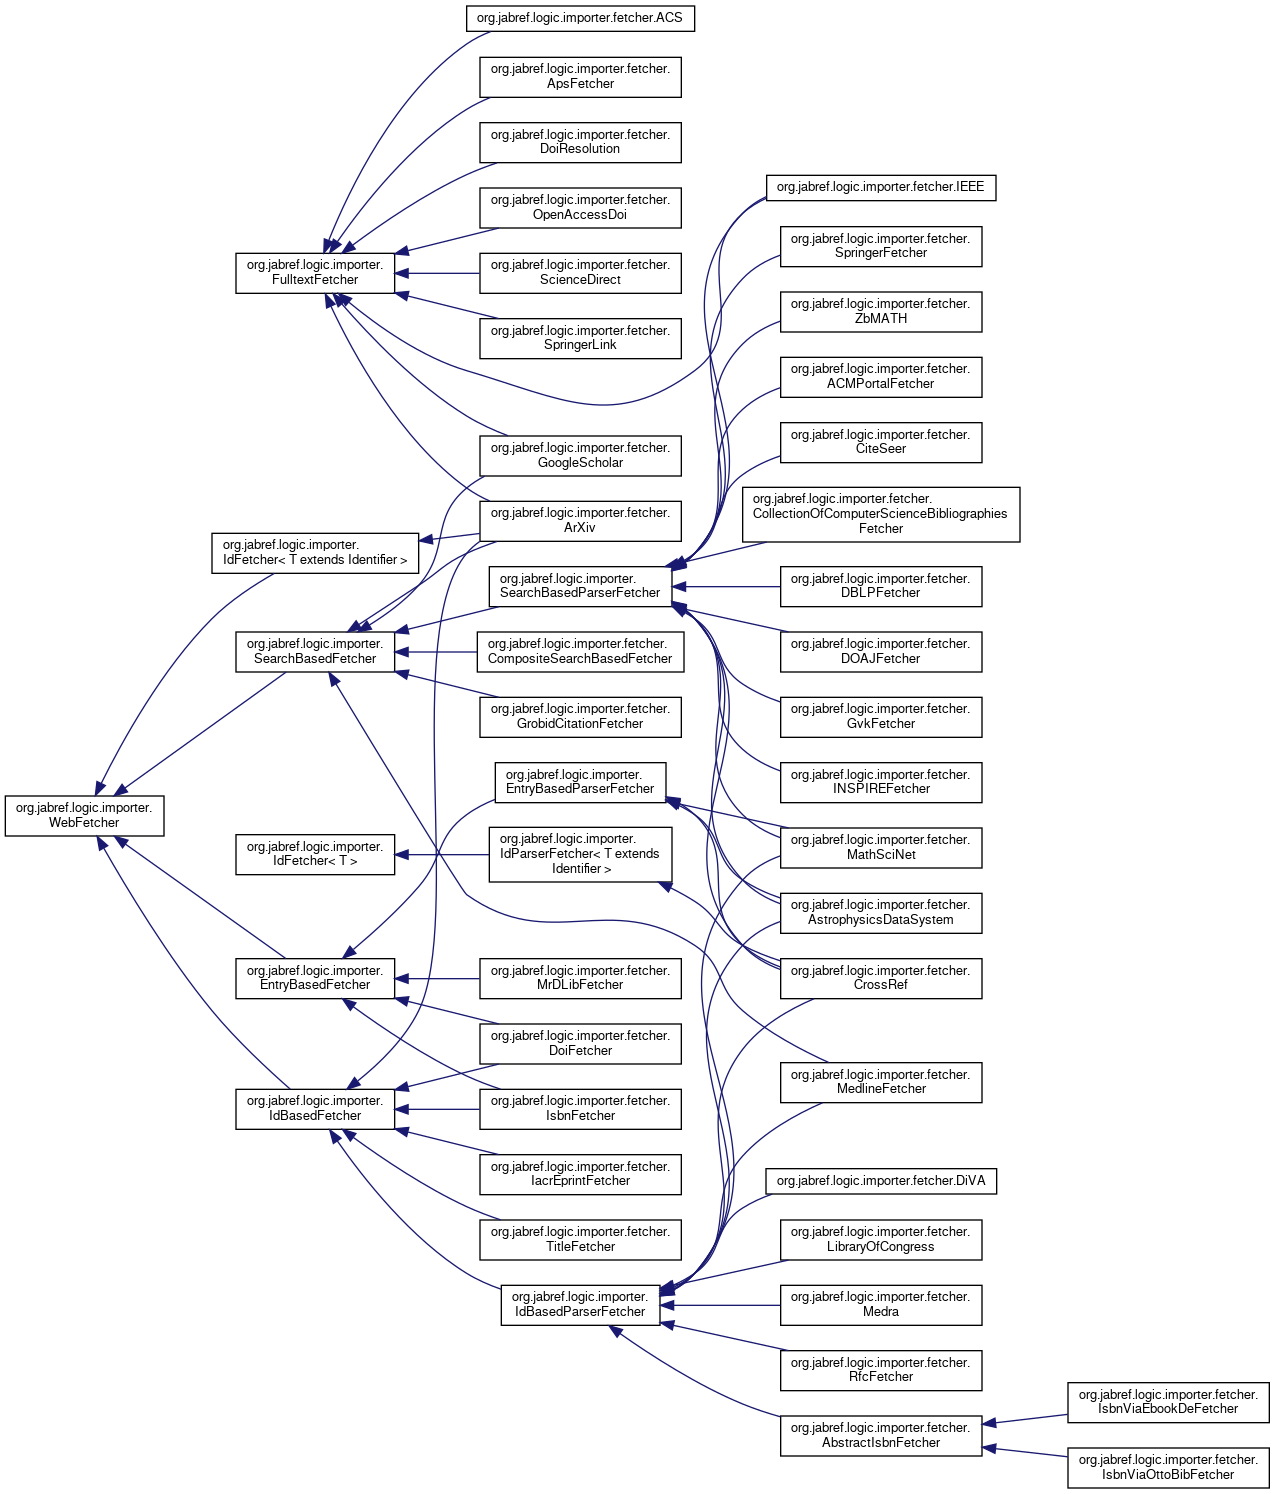 org.jabref.logic.importer.fetcher.ACS
org.jabref.logic.importer.fetcher.
ApsFetcher
org.jabref.logic.importer.fetcher.
DoiResolution
org.jabref.logic.importer.fetcher.
OpenAccessDoi
org.jabref.logic.importer.
FulltextFetcher
org.jabref.logic.importer.fetcher.
ScienceDirect
org.jabref.logic.importer.fetcher.
SpringerLink
org.jabref.logic.importer.fetcher.
GoogleScholar
org.jabref.logic.importer.fetcher.
ArXiv
org.jabref.logic.importer.
IdFetcher< T extends Identifier >
org.jabref.logic.importer.
SearchBasedParserFetcher
org.jabref.logic.importer.
SearchBasedFetcher
org.jabref.logic.importer.fetcher.
CompositeSearchBasedFetcher
org.jabref.logic.importer.fetcher.
GrobidCitationFetcher
org.jabref.logic.importer.
EntryBasedParserFetcher
org.jabref.logic.importer.
WebFetcher
org.jabref.logic.importer.
IdFetcher< T >
org.jabref.logic.importer.
IdParserFetcher< T extends
Identifier >
org.jabref.logic.importer.
EntryBasedFetcher
org.jabref.logic.importer.fetcher.
MrDLibFetcher
org.jabref.logic.importer.fetcher.
DoiFetcher
org.jabref.logic.importer.
IdBasedFetcher
org.jabref.logic.importer.fetcher.
IsbnFetcher
org.jabref.logic.importer.fetcher.
IacrEprintFetcher
org.jabref.logic.importer.fetcher.
TitleFetcher
org.jabref.logic.importer.
IdBasedParserFetcher
org.jabref.logic.importer.fetcher.IEEE
org.jabref.logic.importer.fetcher.
SpringerFetcher
org.jabref.logic.importer.fetcher.
ZbMATH
org.jabref.logic.importer.fetcher.
ACMPortalFetcher
org.jabref.logic.importer.fetcher.
CiteSeer
org.jabref.logic.importer.fetcher.
CollectionOfComputerScienceBibliographies
Fetcher
org.jabref.logic.importer.fetcher.
DBLPFetcher
org.jabref.logic.importer.fetcher.
DOAJFetcher
org.jabref.logic.importer.fetcher.
GvkFetcher
org.jabref.logic.importer.fetcher.
INSPIREFetcher
org.jabref.logic.importer.fetcher.
MathSciNet
org.jabref.logic.importer.fetcher.
AstrophysicsDataSystem
org.jabref.logic.importer.fetcher.
CrossRef
org.jabref.logic.importer.fetcher.
MedlineFetcher
org.jabref.logic.importer.fetcher.DiVA
org.jabref.logic.importer.fetcher.
LibraryOfCongress
org.jabref.logic.importer.fetcher.
Medra
org.jabref.logic.importer.fetcher.
RfcFetcher
org.jabref.logic.importer.fetcher.
AbstractIsbnFetcher
org.jabref.logic.importer.fetcher.
IsbnViaEbookDeFetcher
org.jabref.logic.importer.fetcher.
IsbnViaOttoBibFetcher